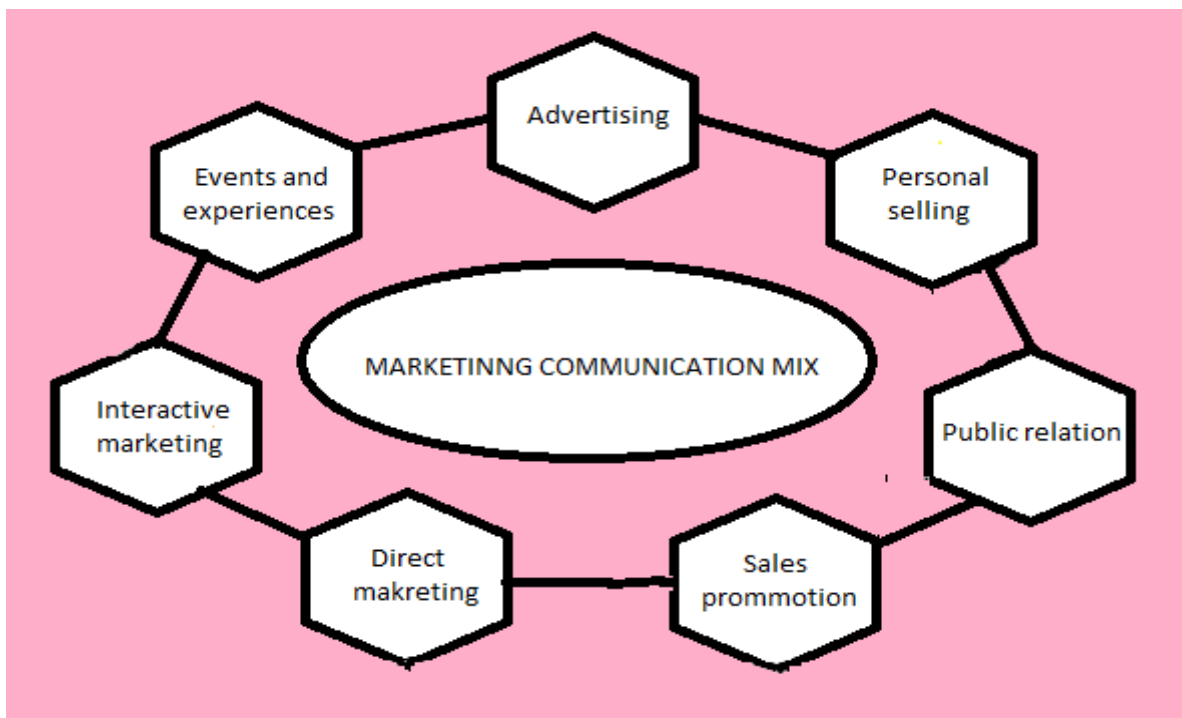 Advertising
Events and
experiences
Personal
selling
MARKETINNG COMMUNICATION MIX
Interactive
marketing
Public relation
Direct
makreting
Sales
prommotion